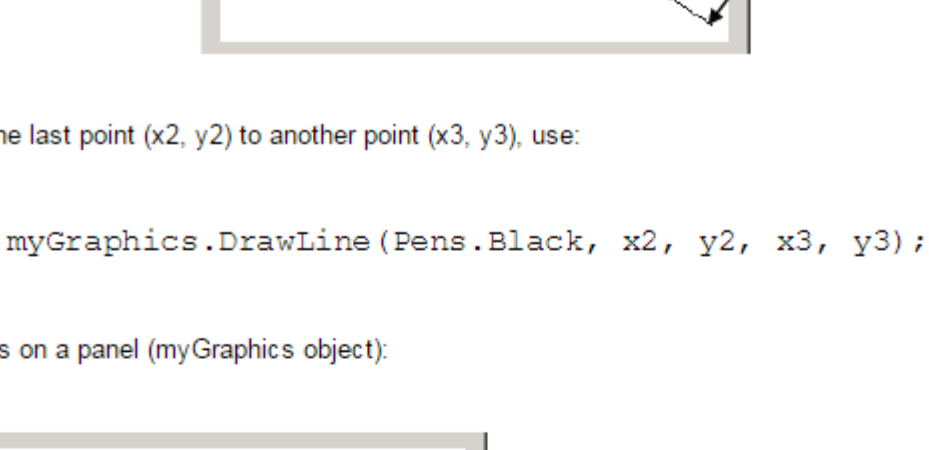 last point (x2, y2) to another point (x3, y3), use:
myGraphics.DrawLine(Pens.Black, x2, y2, x3, y3);
on a panel (myGraphics object):